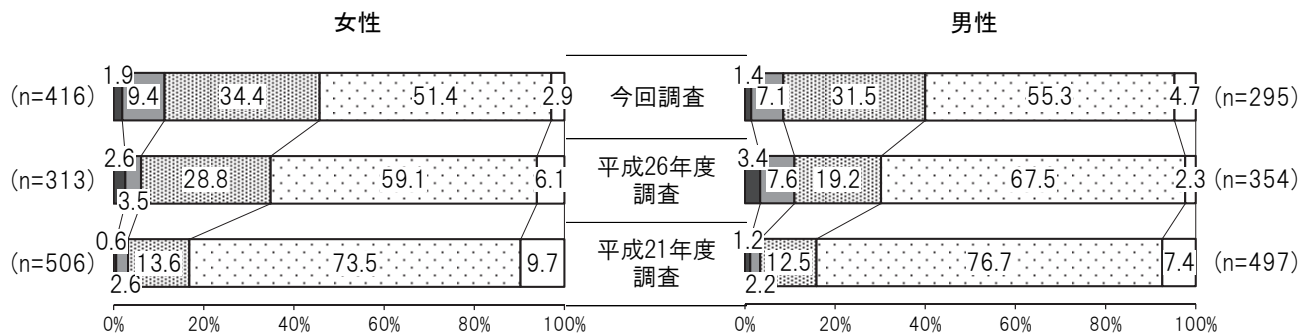 女性
男性
1.9
9.4
34.4
51.4
2.9
(n=416)
今回調査
1.4
7.1
31.5
55.3
4.7
(n=295)
2.6
3.5
28.8
59.1
6.1
(n=313)
平成26年度
調査
3.4
7.6
19.2
67.5
2.3
(n=354)
0.6
2.6
13.6
73.5
9.7
(n=506)
平成21年度
調査
1.2
2.2
12.5
76.7
7.4
(n=497)
0% 20% 40% 60% 80% 100%
0% 20% 40% 60% 80% 100%